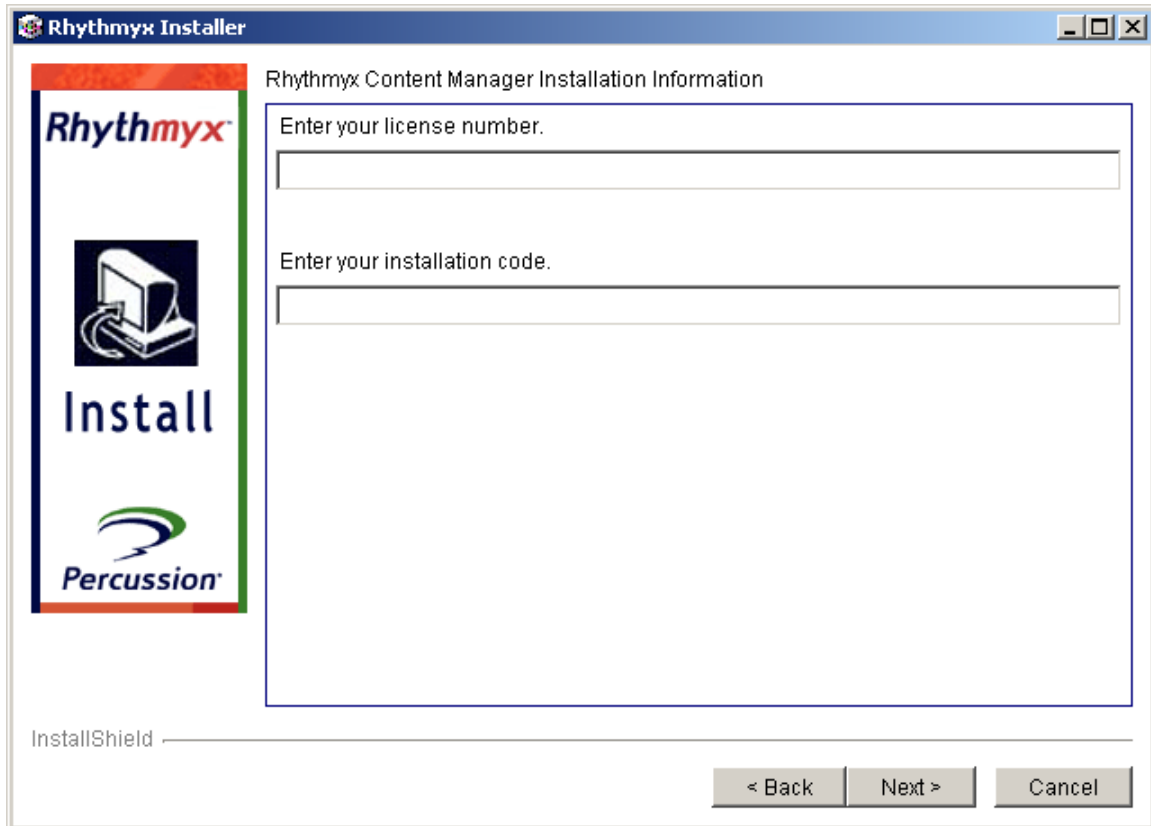 Rhythmyx Installer
Rhythmyx Content Manager Installation Information
Rhythmyx
Enter your license number.
Enter your installation code.
Install
Percussion
InstallShield
< Back
Next >
Cancel